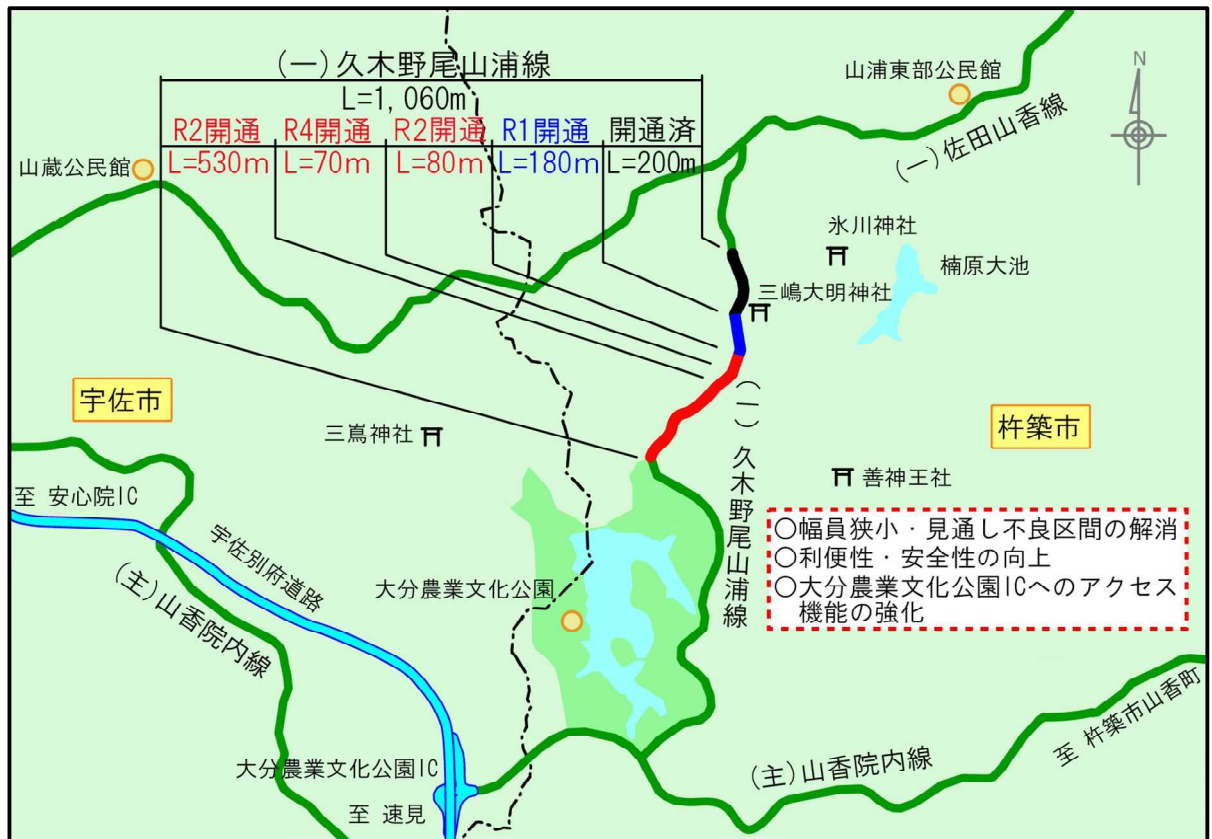 (一)久木野尾山浦線
L=1,060m
R2開通 R4開通 R2開通 R1開通 開通済
L=530m L=70m L=80m L=180m L=200m
山浦東部公民館
N
(一)佐田山香線
山蔵公民館
氷川神社
楠原大池
三嶋大明神社
宇佐市
三嶌神社
(一)久木野尾山浦線
杵築市
善神王社
至 安心院IC
宇佐別府道路
(主)山香院内線
大分農業文化公園
○幅員狭小・見通し不良区間の解消
○利便性・安全性の向上
○大分農業文化公園ICへのアクセス
機能の強化
大分農業文化公園IC
至 速見
(主)山香院内線
至 杵築市山香町